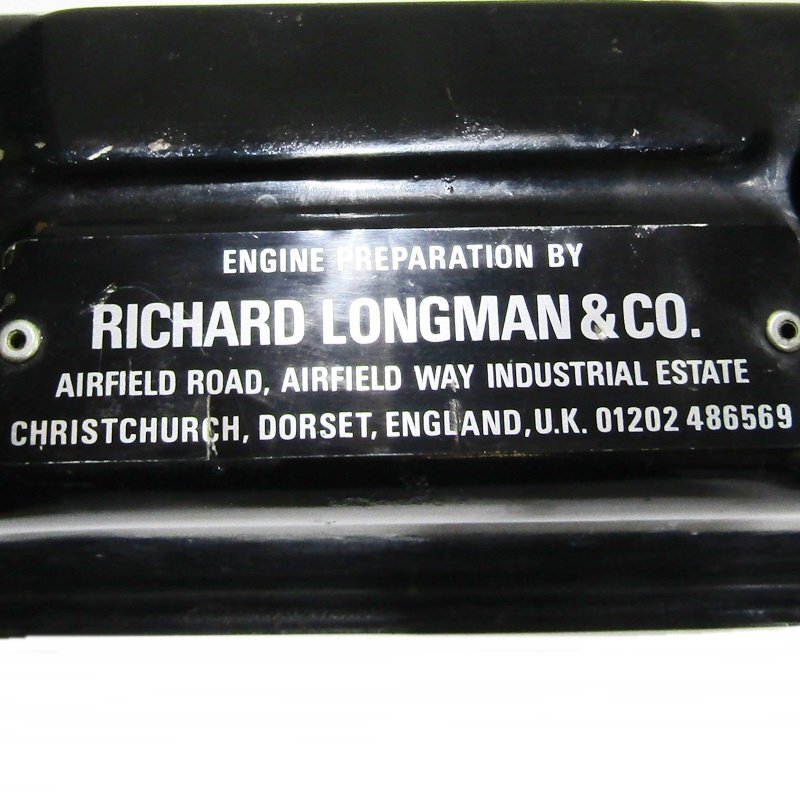 ENGINE PREPARATION BY
RICHARD LONGMAN & CO.
AIRFIELD ROAD, AIRFIELD WAY INDUSTRIAL ESTATE
CHRISTCHURCH, DORSET, ENGLAND, U.K. 01202 486569